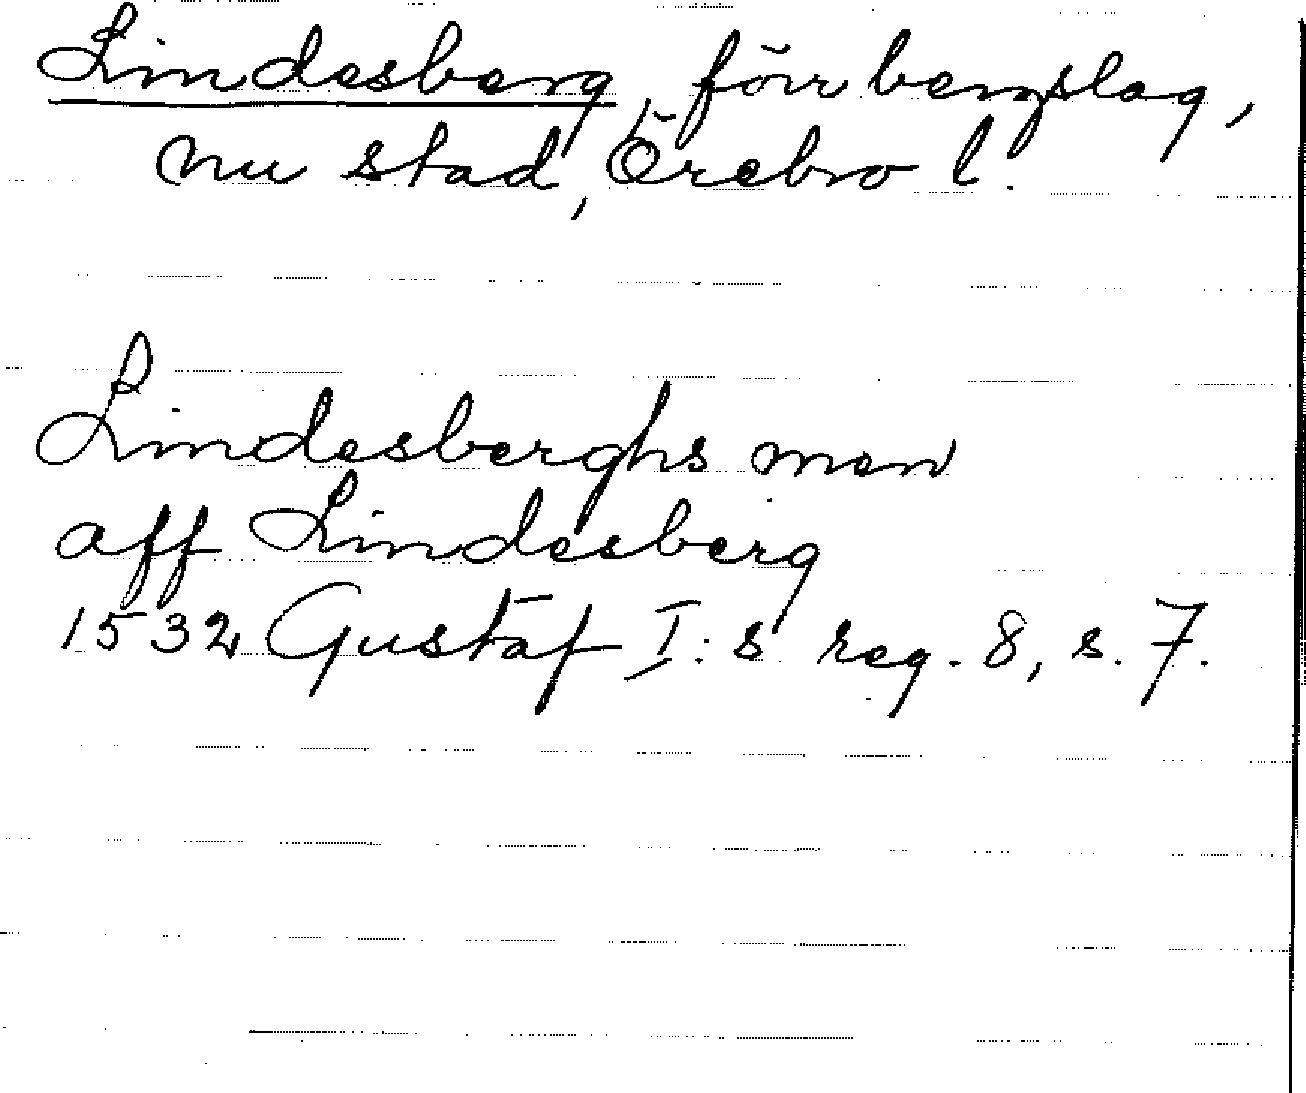 Lindesberg, förr bergslag,
nu stad, Örebro l.
Lindesberghs men
aff Lindesberg
1532 Gustaf I:s reg. 8, s. 7.